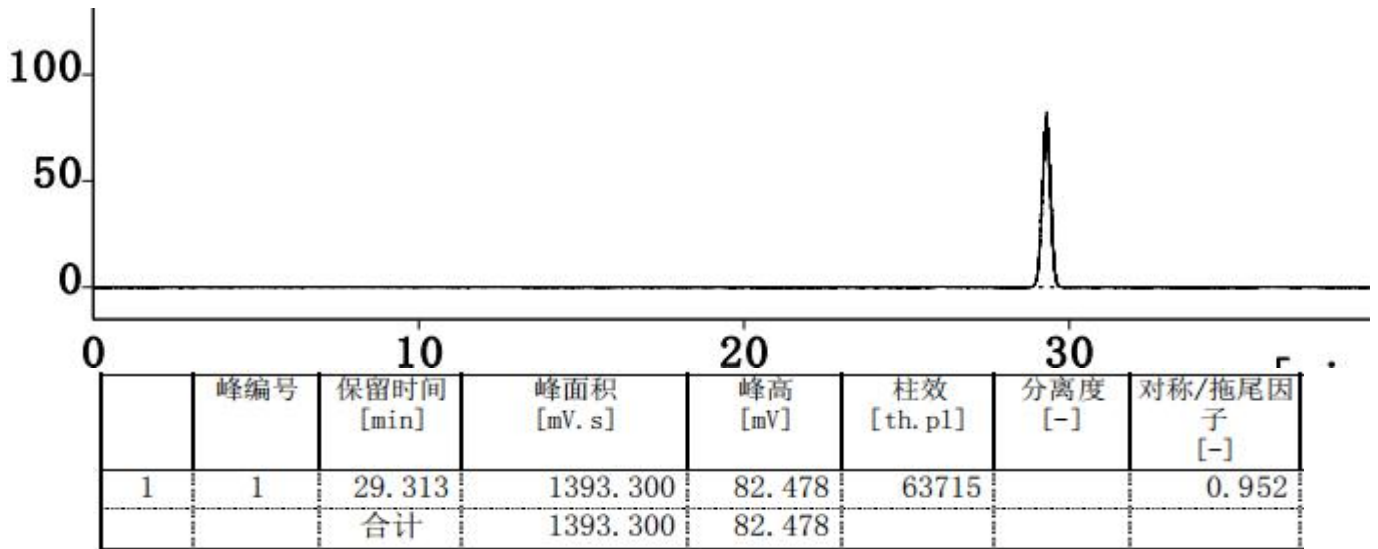 100
50
0
0 10 20 30
峰编号 保留时间 峰面积 峰高 柱效 分离度 对称/拖尾因
[min] [mV.s] [mV] [th.pl] [-] 子
[-]
1 1 29.313 1393.300 82.478 63715 0.952
合计 1393.300 82.478